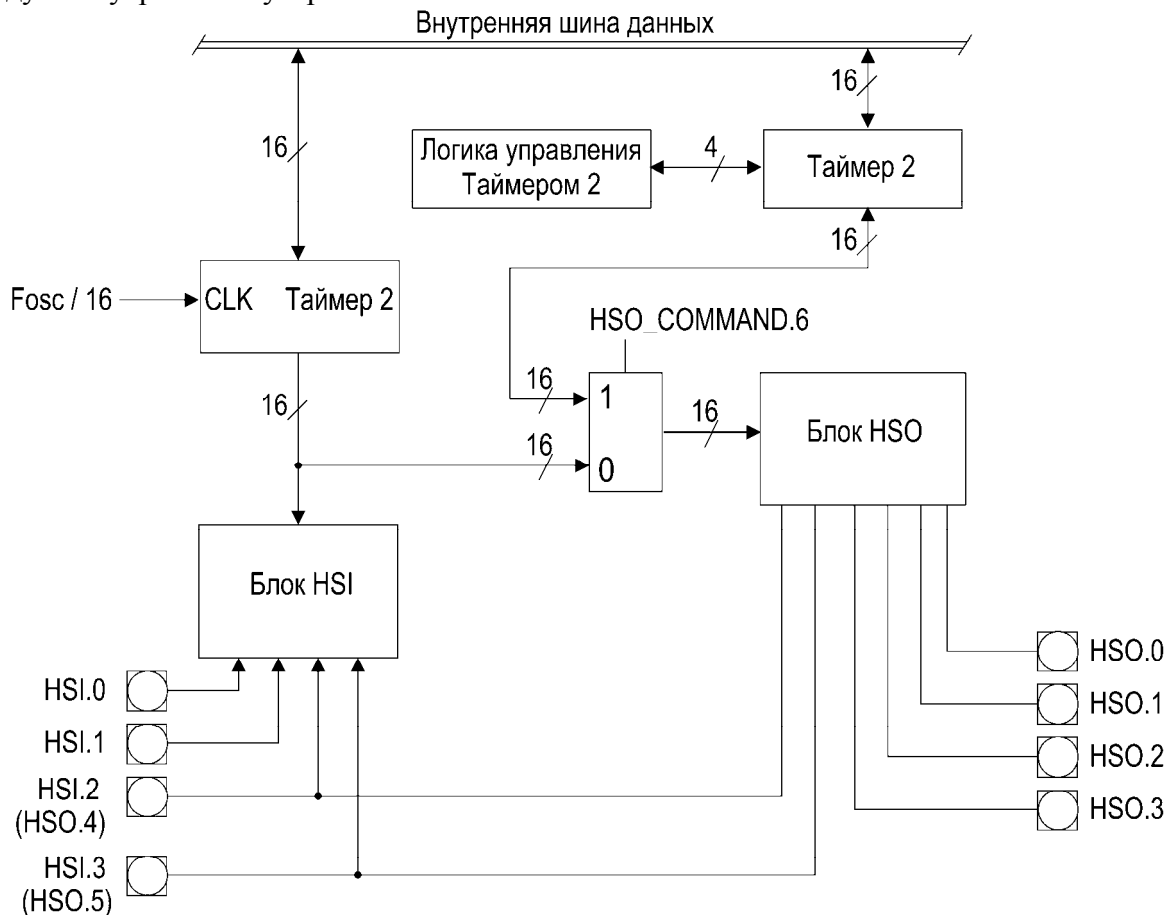 Внутренняя шина данных
16
16
Логика управления
Таймером 2
4
Таймер 2
16
Fosc / 16
CLK Таймер 2
HSO_COMMAND.6
16
16
1
16
Блок HSO
16
0
Блок HSI
HSI.0
HSI.1
HSI.2
(HSO.4)
HSI.3
(HSO.5)
HSO.0
HSO.1
HSO.2
HSO.3